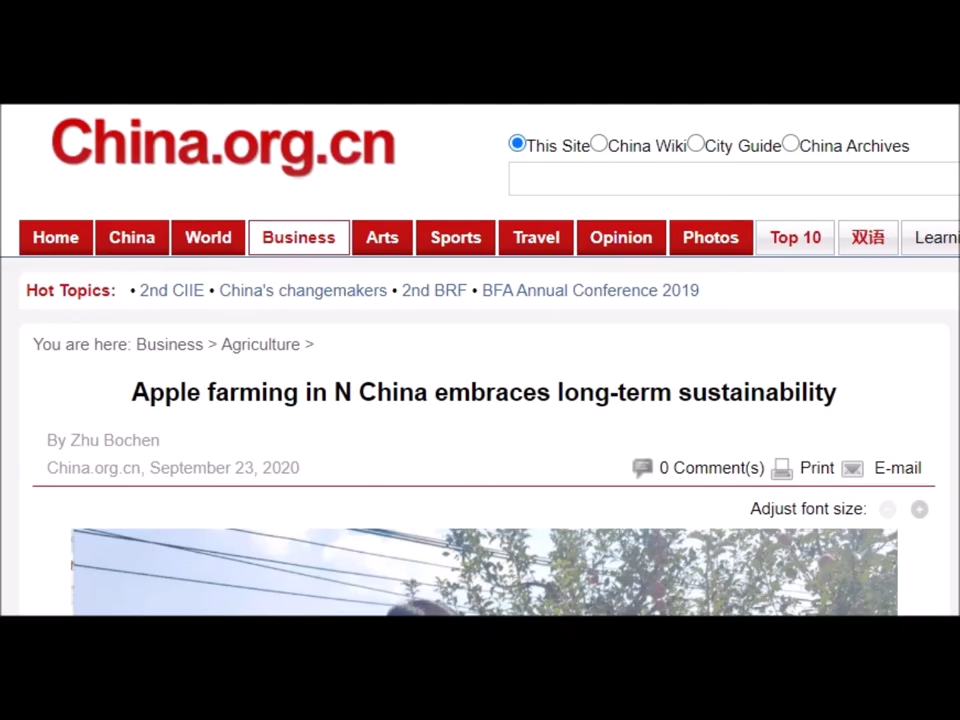 China.org.cn
This Site China Wiki City Guide China Archives
Home China World Business Arts Sports Travel Opinion Photos Top 10 双语 Learni
Hot Topics: • 2nd CIIE • China's changemakers • 2nd BRF • BFA Annual Conference 2019
You are here: Business > Agriculture >
Apple farming in N China embraces long-term sustainability
By Zhu Bochen
China.org.cn, September 23, 2020
0 Comment(s) Print E-mail
Adjust font size: